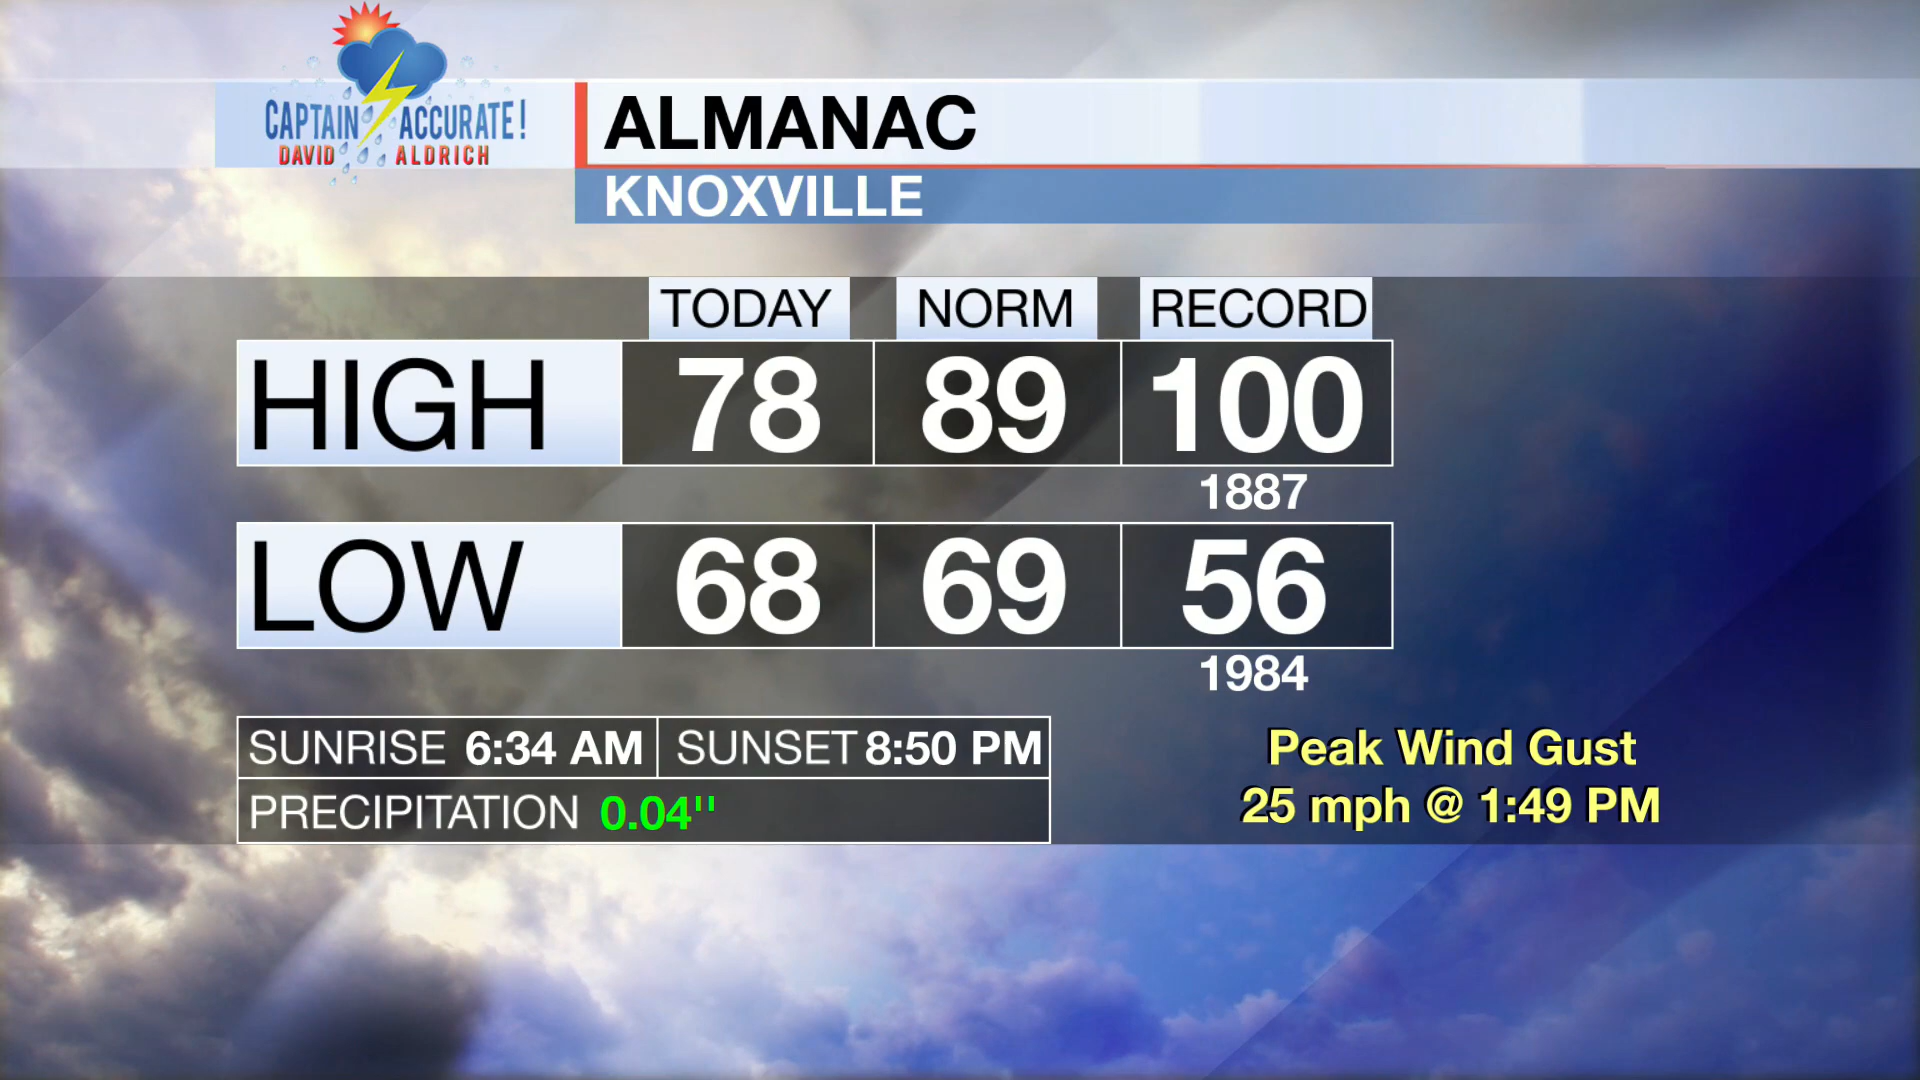 CAPTAIN ACCURATE!
DAVID ALDRICH
ALMANAC
KNOXVILLE
TODAY NORM RECORD
HIGH 78 89 100
1887
LOW 68 69 56
1984
SUNRISE 6:34 AM SUNSET 8:50 PM
PRECIPITATION 0.04"
Peak Wind Gust
25 mph @ 1:49 PM